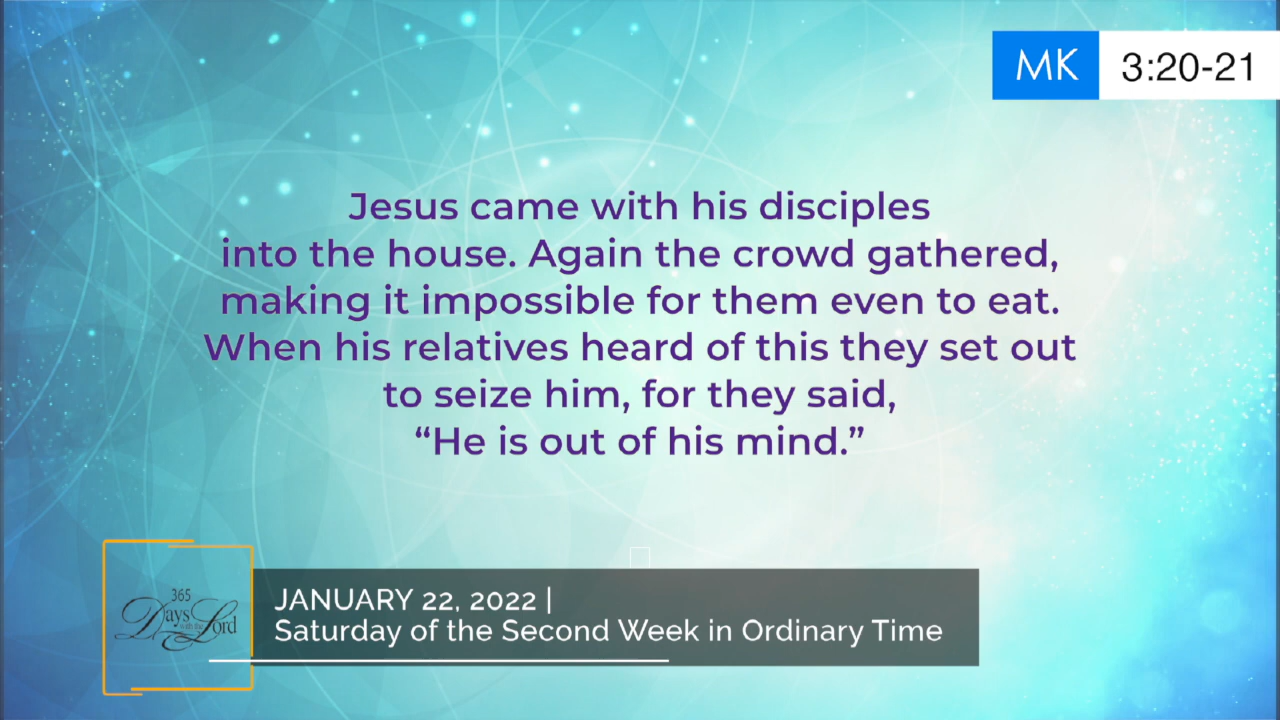 MK 3:20-21
Jesus came with his disciples
into the house. Again the crowd gathered,
making it impossible for them even to eat.
When his relatives heard of this they set out
to seize him, for they said,
“He is out of his mind.”
365
Days with the Lord
JANUARY 22, 2022 |
Saturday of the Second Week in Ordinary Time